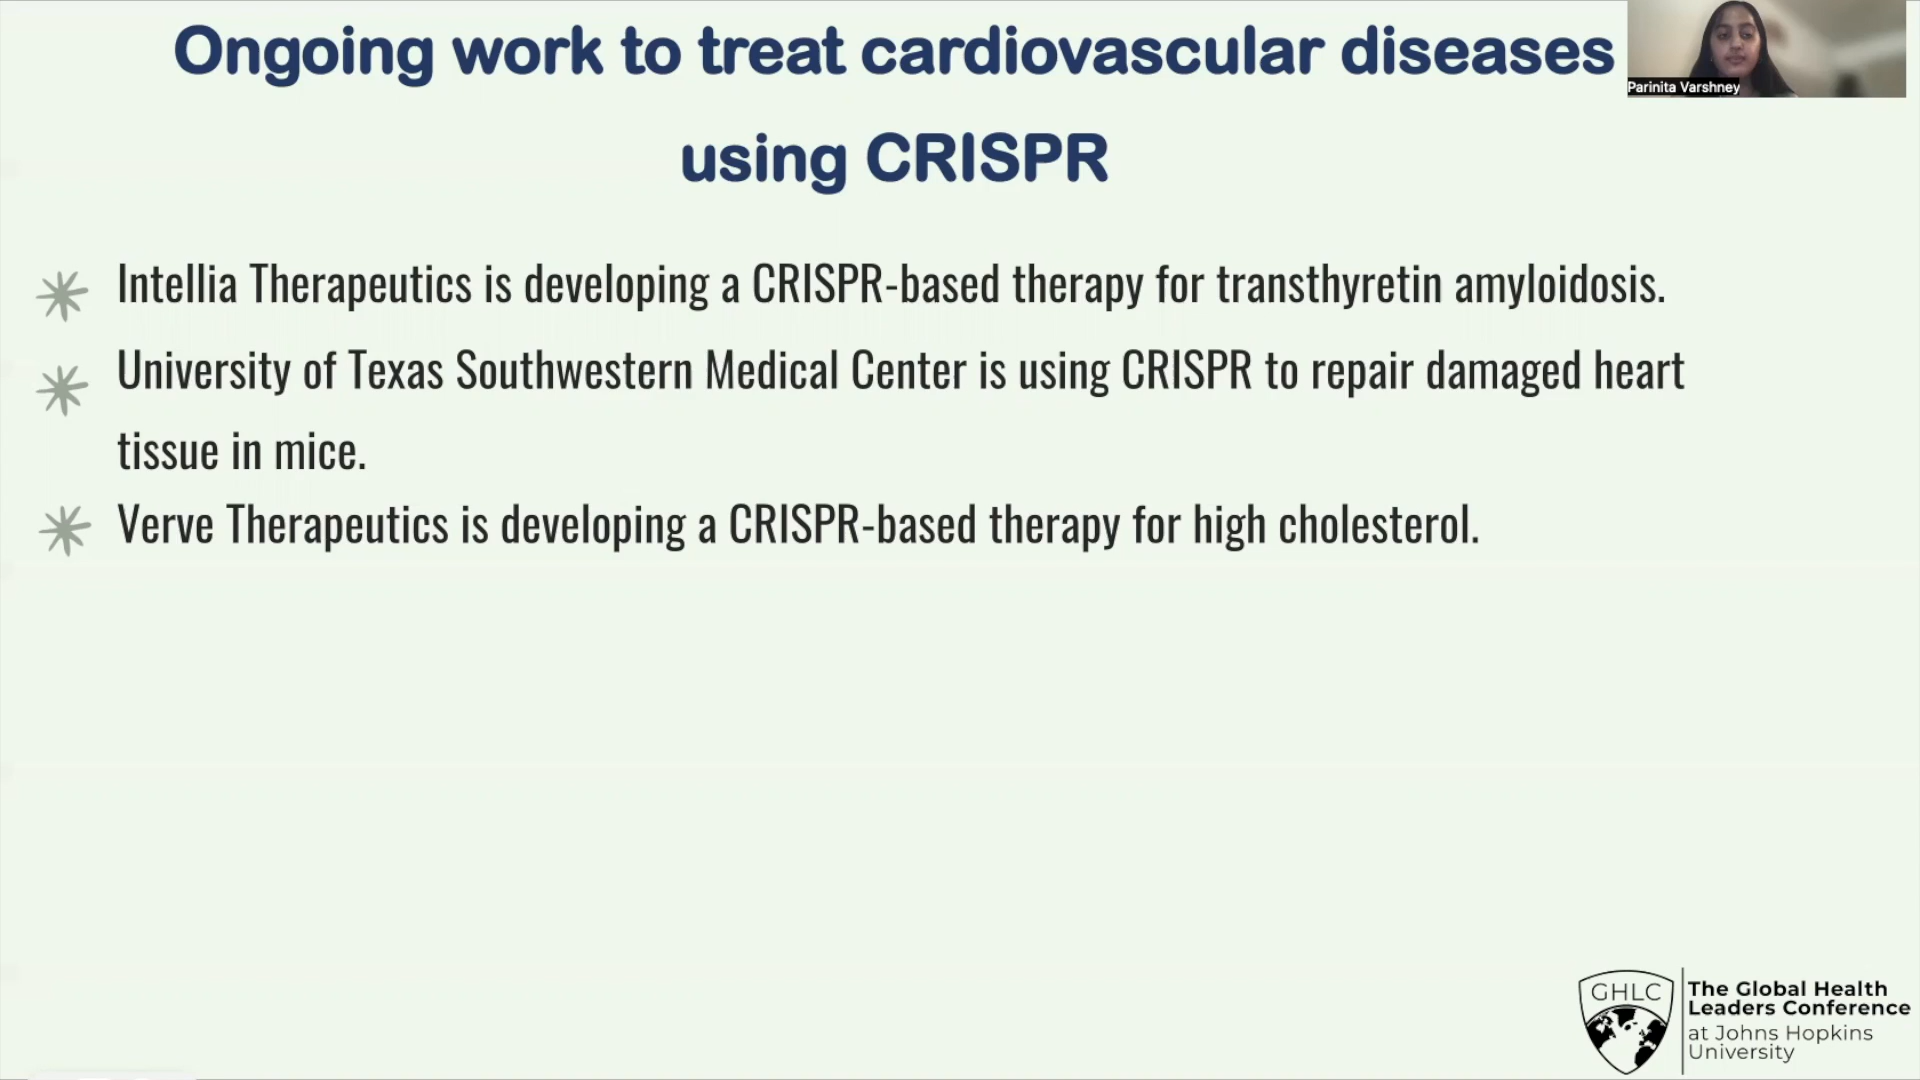 Ongoing work to treat cardiovascular diseases
using CRISPR
Parinita Varshney
Intellia Therapeutics is developing a CRISPR-based therapy for transthyretin amyloidosis.
University of Texas Southwestern Medical Center is using CRISPR to repair damaged heart
tissue in mice.
Verve Therapeutics is developing a CRISPR-based therapy for high cholesterol.
GHLC
The Global Health
Leaders Conference
at Johns Hopkins
University